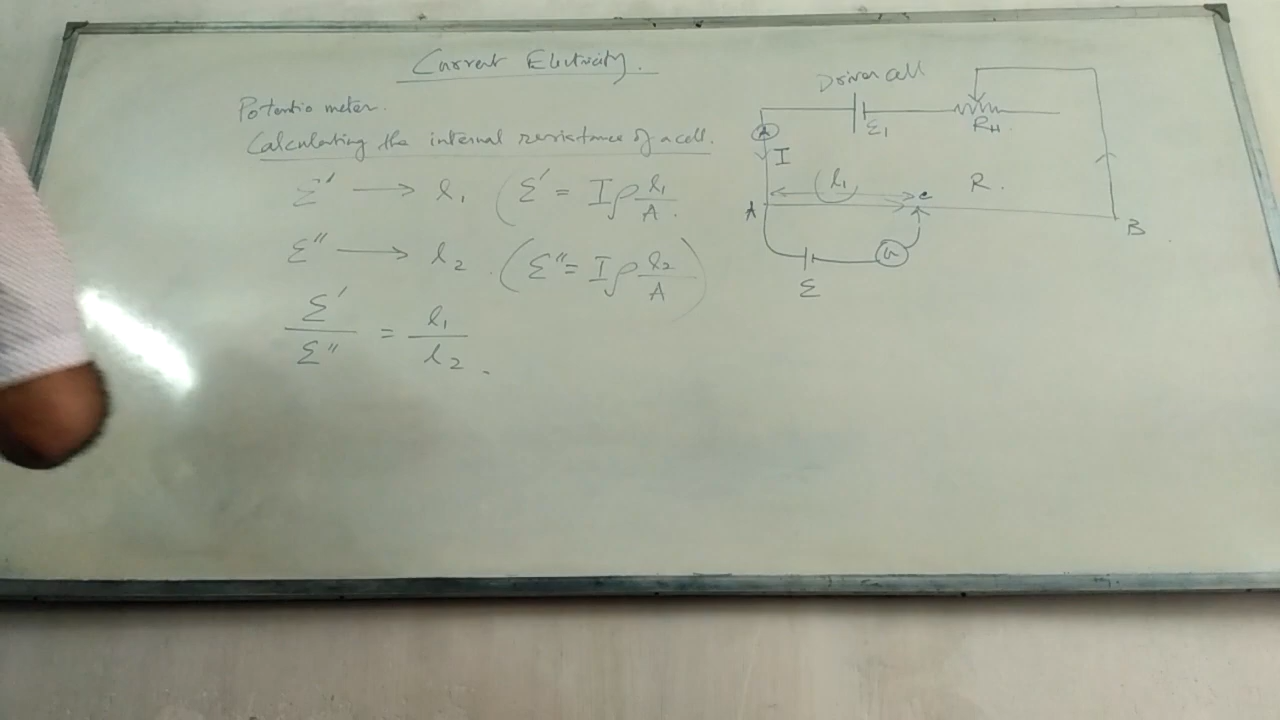 Current Electricity.
Potentio meter.
Calculating the internal resistance of a cell.
Ɛ' → l₁ (Ɛ' = Iρ l₁/A.
Ɛ" → l₂ . (Ɛ" = Iρ l₂/A)
Ɛ'/Ɛ" = l₁/l₂ .
Driver cell
Ɛ₁
RH.
A
I
(l₁)
c
R.
A
B
G
Ɛ